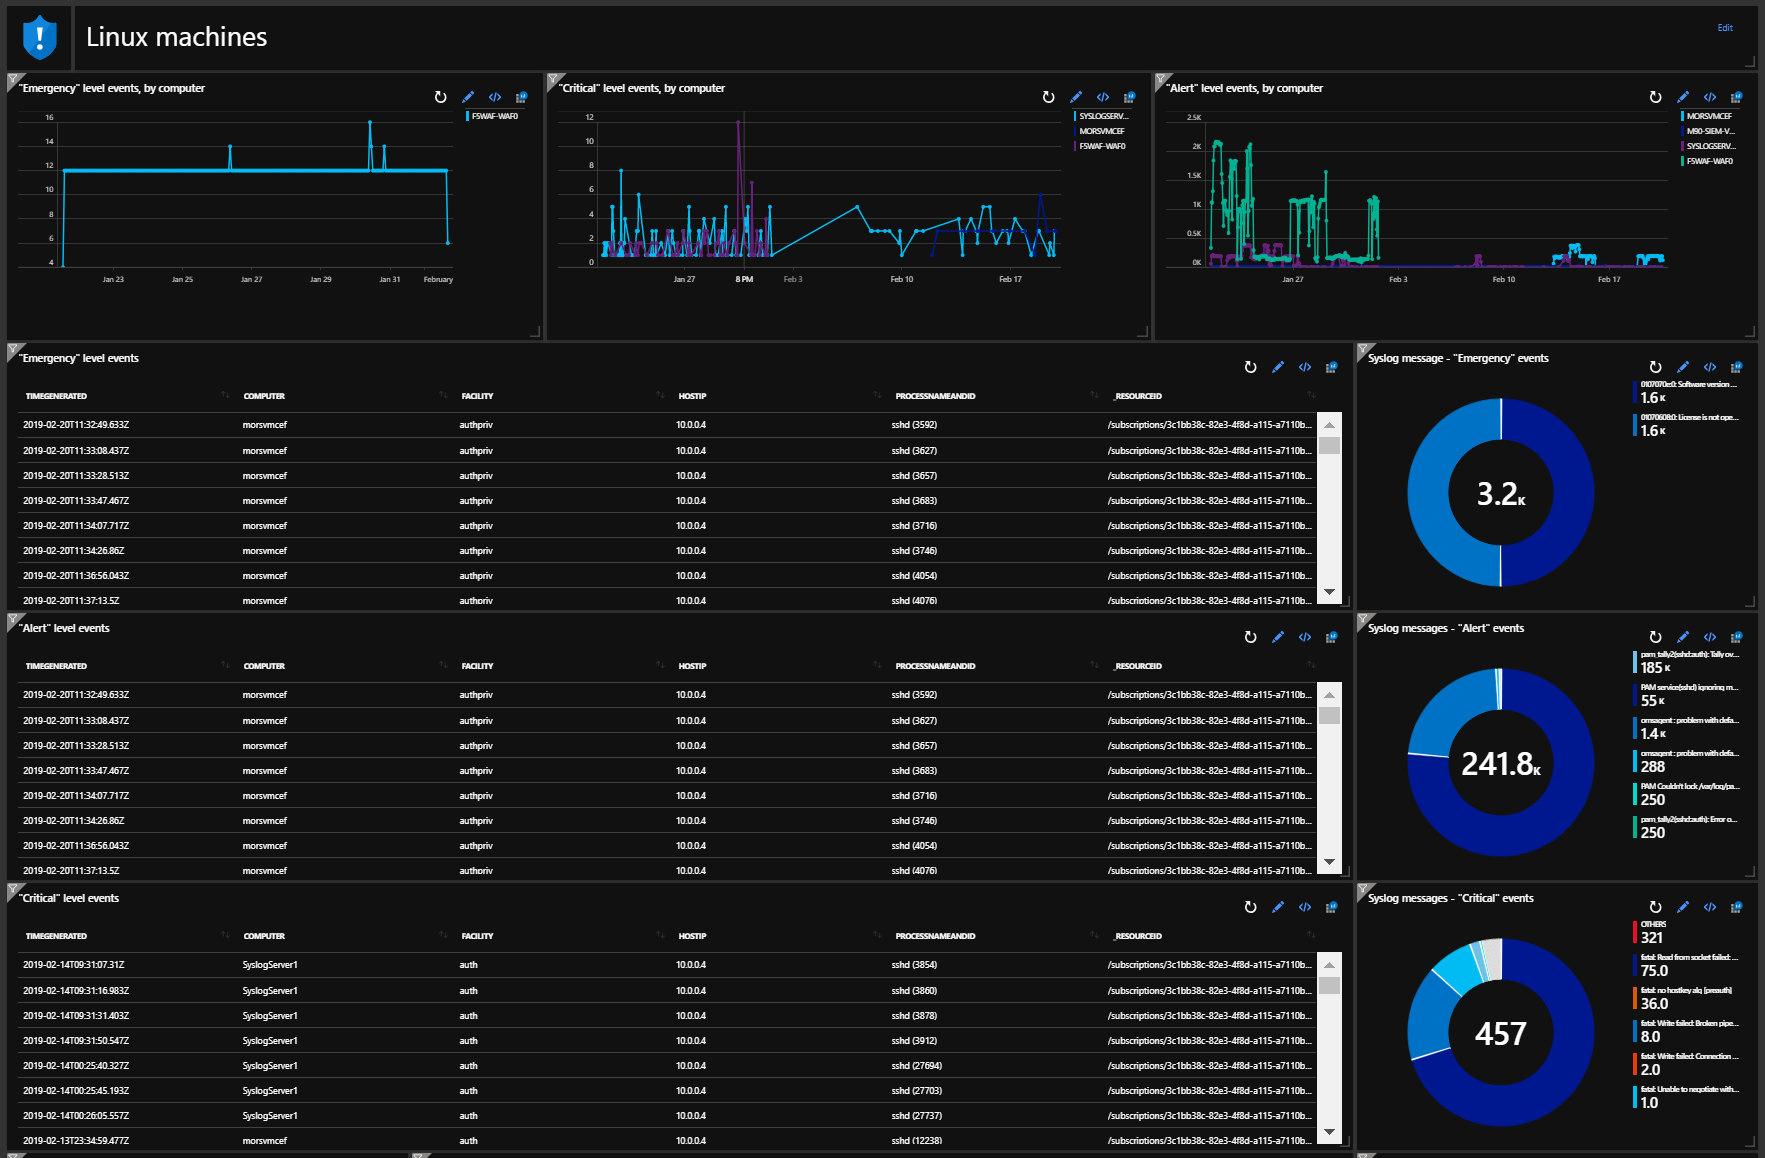 Linux machines
Edit
"Emergency" level events, by computer
16
14
12
10
8
6
4
Jan 23
Jan 25
Jan 27
Jan 29
Jan 31
February
F5WAF-WAF0
"Critical" level events, by computer
12
10
8
6
4
2
0
Jan 27
8 PM
Feb 3
Feb 10
Feb 17
SYSLOGSERV...
MORSVMCEF
F5WAF-WAF0
"Alert" level events, by computer
2.5K
2K
1.5K
1K
0.5K
0K
Jan 27
Feb 3
Feb 10
Feb 17
MORSVMCEF
M90-SIEM-V...
SYSLOGSERV...
F5WAF-WAF0
"Emergency" level events
TIMEGENERATED COMPUTER FACILITY HOSTIP PROCESSNAMEANDID _RESOURCEID
2019-02-20T11:32:49.633Z morsvmcef authpriv 10.0.0.4 sshd (3592) /subscriptions/3c1bb38c-82e3-4f8d-a115-a7110b...
2019-02-20T11:33:08.437Z morsvmcef authpriv 10.0.0.4 sshd (3627) /subscriptions/3c1bb38c-82e3-4f8d-a115-a7110b...
2019-02-20T11:33:28.513Z morsvmcef authpriv 10.0.0.4 sshd (3657) /subscriptions/3c1bb38c-82e3-4f8d-a115-a7110b...
2019-02-20T11:33:47.467Z morsvmcef authpriv 10.0.0.4 sshd (3683) /subscriptions/3c1bb38c-82e3-4f8d-a115-a7110b...
2019-02-20T11:34:07.717Z morsvmcef authpriv 10.0.0.4 sshd (3716) /subscriptions/3c1bb38c-82e3-4f8d-a115-a7110b...
2019-02-20T11:34:26.86Z morsvmcef authpriv 10.0.0.4 sshd (3746) /subscriptions/3c1bb38c-82e3-4f8d-a115-a7110b...
2019-02-20T11:36:56.043Z morsvmcef authpriv 10.0.0.4 sshd (4054) /subscriptions/3c1bb38c-82e3-4f8d-a115-a7110b...
2019-02-20T11:37:13.5Z morsvmcef authpriv 10.0.0.4 sshd (4076) /subscriptions/3c1bb38c-82e3-4f8d-a115-a7110b...
Syslog message - "Emergency" events
3.2K
0107070e:0: Software version ...
1.6 K
01070608:0: License is not ope...
1.6 K
"Alert" level events
TIMEGENERATED COMPUTER FACILITY HOSTIP PROCESSNAMEANDID _RESOURCEID
2019-02-20T11:32:49.633Z morsvmcef authpriv 10.0.0.4 sshd (3592) /subscriptions/3c1bb38c-82e3-4f8d-a115-a7110b...
2019-02-20T11:33:08.437Z morsvmcef authpriv 10.0.0.4 sshd (3627) /subscriptions/3c1bb38c-82e3-4f8d-a115-a7110b...
2019-02-20T11:33:28.513Z morsvmcef authpriv 10.0.0.4 sshd (3657) /subscriptions/3c1bb38c-82e3-4f8d-a115-a7110b...
2019-02-20T11:33:47.467Z morsvmcef authpriv 10.0.0.4 sshd (3683) /subscriptions/3c1bb38c-82e3-4f8d-a115-a7110b...
2019-02-20T11:34:07.717Z morsvmcef authpriv 10.0.0.4 sshd (3716) /subscriptions/3c1bb38c-82e3-4f8d-a115-a7110b...
2019-02-20T11:34:26.86Z morsvmcef authpriv 10.0.0.4 sshd (3746) /subscriptions/3c1bb38c-82e3-4f8d-a115-a7110b...
2019-02-20T11:36:56.043Z morsvmcef authpriv 10.0.0.4 sshd (4054) /subscriptions/3c1bb38c-82e3-4f8d-a115-a7110b...
2019-02-20T11:37:13.5Z morsvmcef authpriv 10.0.0.4 sshd (4076) /subscriptions/3c1bb38c-82e3-4f8d-a115-a7110b...
Syslog messages - "Alert" events
241.8K
pam_tally2(sshd:auth): Tally ov...
185 K
PAM service(sshd) ignoring m...
55 K
omsagent : problem with defa...
1.4 K
omsagent : problem with defa...
288
PAM Couldn't lock /var/log/pa...
250
pam_tally2(sshd:auth): Error o...
250
"Critical" level events
TIMEGENERATED COMPUTER FACILITY HOSTIP PROCESSNAMEANDID _RESOURCEID
2019-02-14T09:31:07.31Z SyslogServer1 auth 10.0.0.4 sshd (3854) /subscriptions/3c1bb38c-82e3-4f8d-a115-a7110b...
2019-02-14T09:31:16.983Z SyslogServer1 auth 10.0.0.4 sshd (3860) /subscriptions/3c1bb38c-82e3-4f8d-a115-a7110b...
2019-02-14T09:31:31.403Z SyslogServer1 auth 10.0.0.4 sshd (3878) /subscriptions/3c1bb38c-82e3-4f8d-a115-a7110b...
2019-02-14T09:31:50.547Z SyslogServer1 auth 10.0.0.4 sshd (3912) /subscriptions/3c1bb38c-82e3-4f8d-a115-a7110b...
2019-02-14T00:25:40.327Z SyslogServer1 auth 10.0.0.4 sshd (27694) /subscriptions/3c1bb38c-82e3-4f8d-a115-a7110b...
2019-02-14T00:25:45.193Z SyslogServer1 auth 10.0.0.4 sshd (27703) /subscriptions/3c1bb38c-82e3-4f8d-a115-a7110b...
2019-02-14T00:26:05.557Z SyslogServer1 auth 10.0.0.4 sshd (27737) /subscriptions/3c1bb38c-82e3-4f8d-a115-a7110b...
2019-02-13T23:34:59.477Z morsvmcef auth 10.0.0.4 sshd (12238) /subscriptions/3c1bb38c-82e3-4f8d-a115-a7110b...
Syslog messages - "Critical" events
457
OTHERS
321
fatal: Read from socket failed: ...
75.0
fatal: no hostkey alg [preauth]
36.0
fatal: Write failed: Broken pipe...
8.0
fatal: Write failed: Connection ...
2.0
fatal: Unable to negotiate with...
1.0